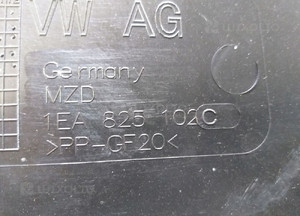 VW AG
Germany
MZD
1EA 825 102C
>PP-GF20<